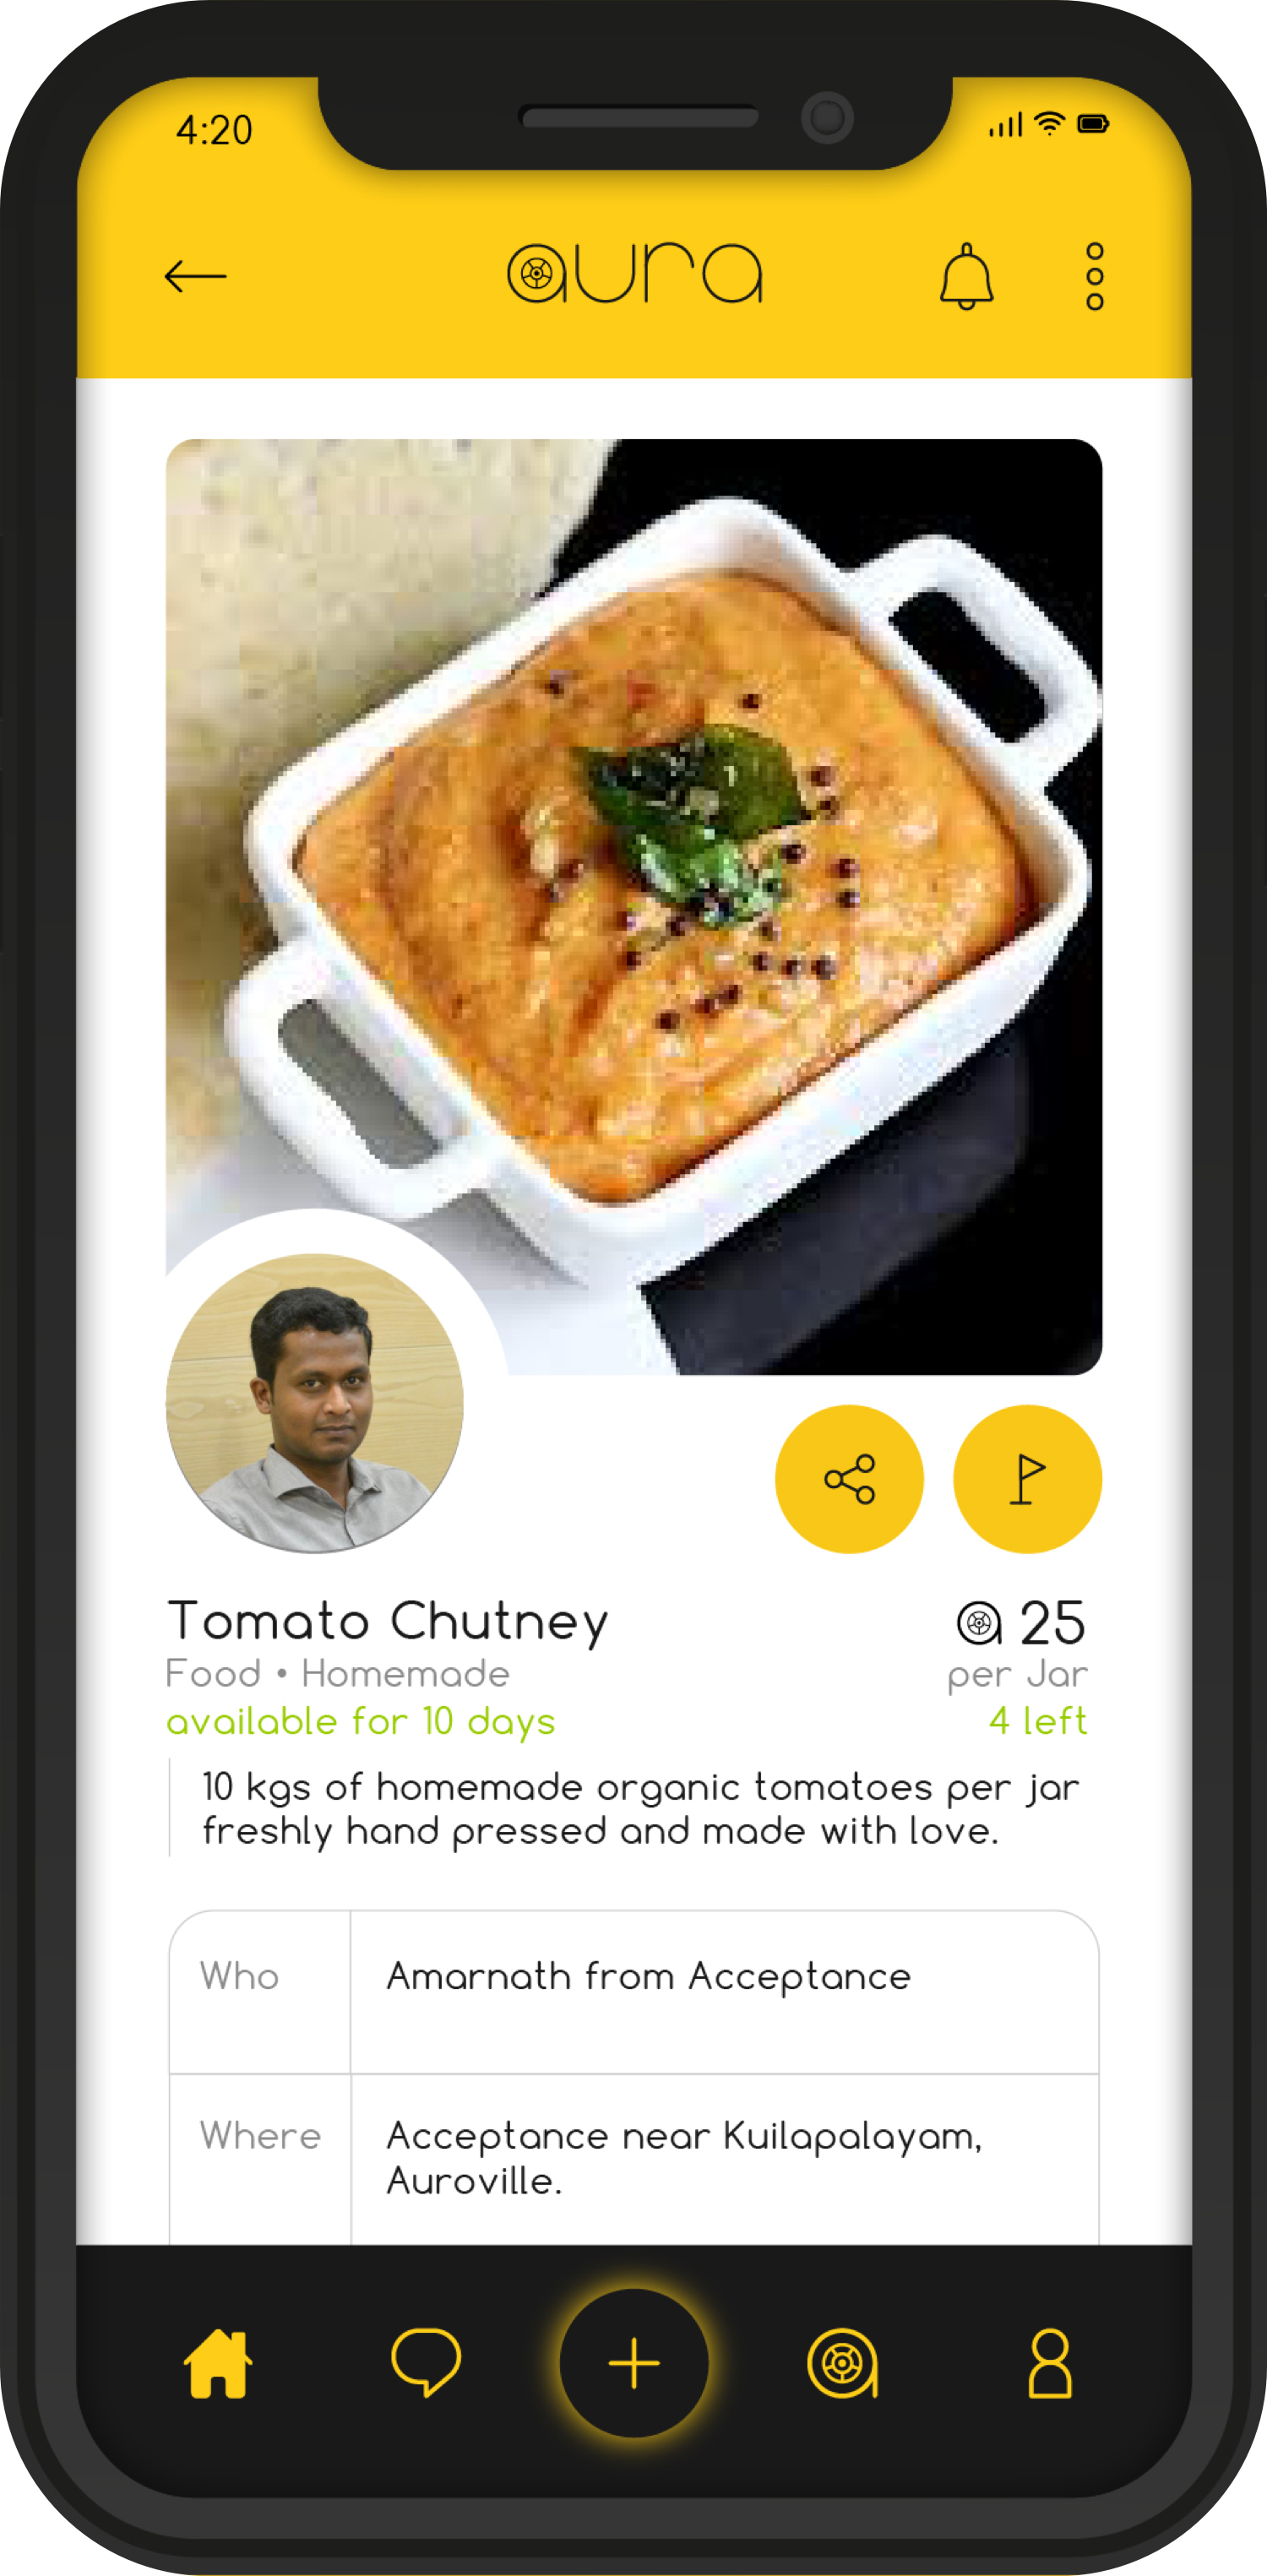 4:20
aura
Tomato Chutney
25
Food • Homemade
per Jar
available for 10 days
4 left
10 kgs of homemade organic tomatoes per jar
freshly hand pressed and made with love.
Who
Amarnath from Acceptance
Where
Acceptance near Kuilapalayam,
Auroville.